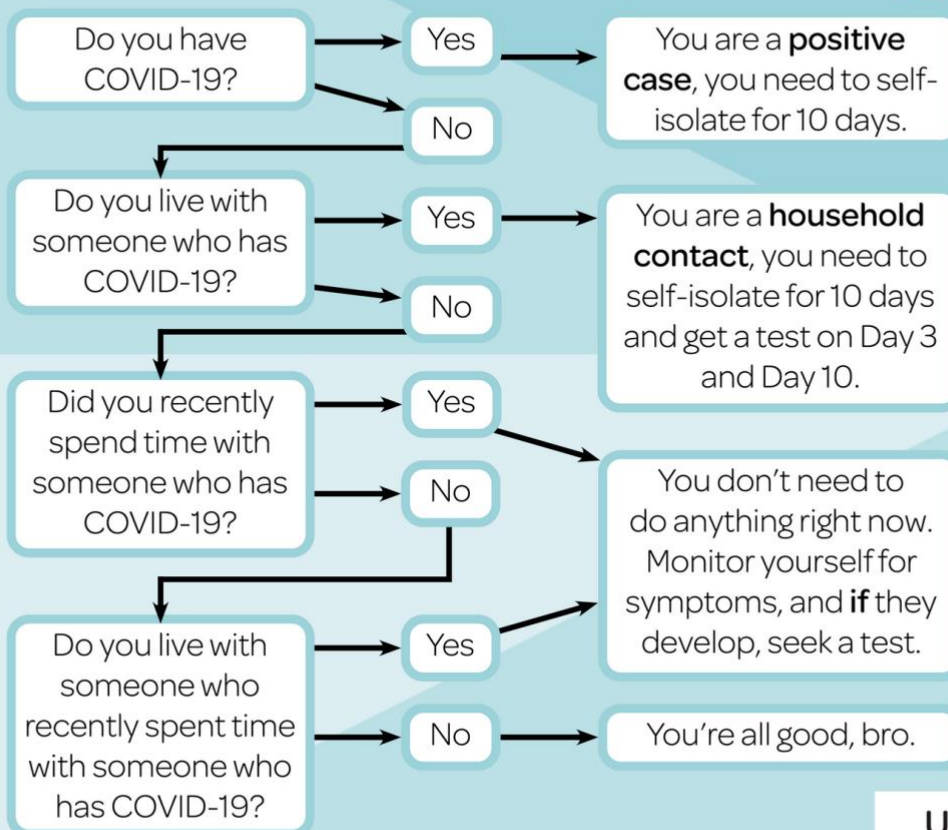 Do you have
COVID-19?
Yes
No
You are a positive
case, you need to self-
isolate for 10 days.
Do you live with
someone who has
COVID-19?
Yes
No
You are a household
contact, you need to
self-isolate for 10 days
and get a test on Day 3
and Day 10.
Did you recently
spend time with
someone who has
COVID-19?
Yes
No
You don't need to
do anything right now.
Monitor yourself for
symptoms, and if they
develop, seek a test.
Do you live with
someone who
recently spent time
with someone who
has COVID-19?
Yes
No
You're all good, bro.